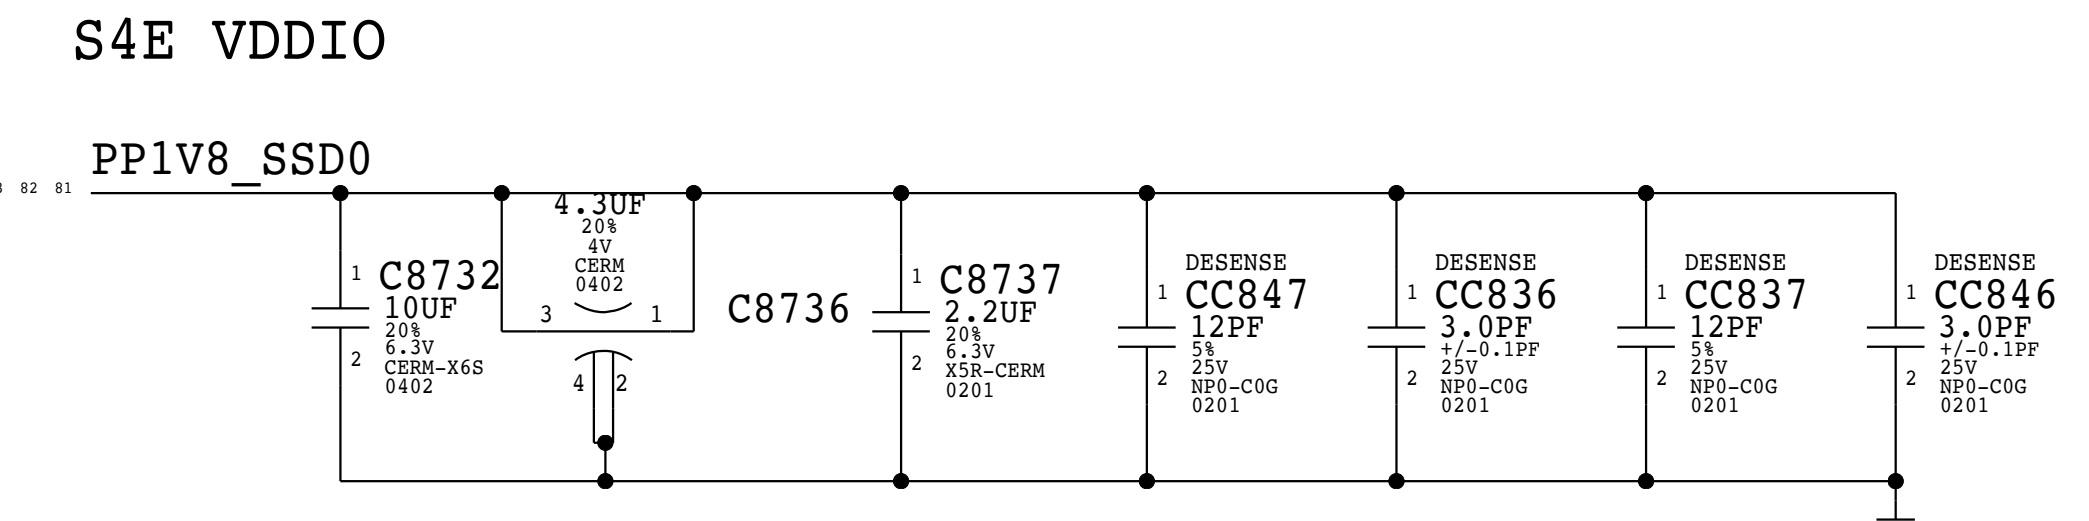 S4E VDDIO
PP1V8_SSD0
82 81
1
C8732
10UF
20%
6.3V
CERM-X6S
0402
2
4.3UF
20%
4V
CERM
0402
3
1
4
2
C8736
1
C8737
2.2UF
20%
6.3V
X5R-CERM
0201
2
DESENSE
1
CC847
12PF
5%
25V
NP0-C0G
0201
2
DESENSE
1
CC836
3.0PF
+/-0.1PF
25V
NP0-C0G
0201
2
DESENSE
1
CC837
12PF
5%
25V
NP0-C0G
0201
2
DESENSE
1
CC846
3.0PF
+/-0.1PF
25V
NP0-C0G
0201
2